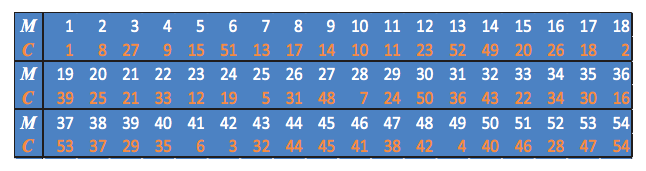 M 1 2 3 4 5 6 7 8 9 10 11 12 13 14 15 16 17 18
C 1 8 27 9 15 51 13 17 14 10 11 23 52 49 20 26 18 2
M 19 20 21 22 23 24 25 26 27 28 29 30 31 32 33 34 35 36
C 39 25 21 33 12 19 5 31 48 7 24 50 36 43 22 34 30 16
M 37 38 39 40 41 42 43 44 45 46 47 48 49 50 51 52 53 54
C 53 37 29 35 6 3 32 44 45 41 38 42 4 40 46 28 47 54